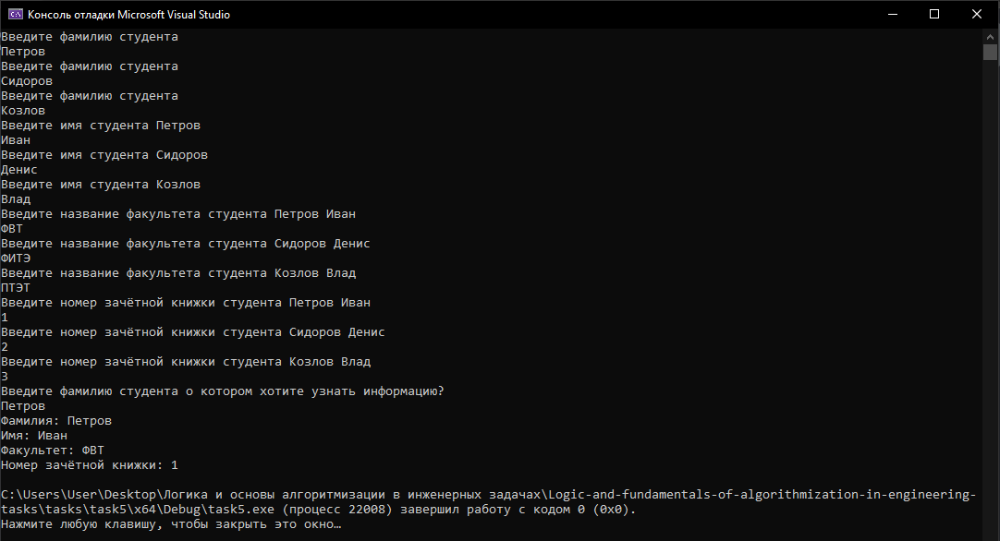 Консоль отладки Microsoft Visual Studio
Введите фамилию студента
Петров
Введите фамилию студента
Сидоров
Введите фамилию студента
Козлов
Введите имя студента Петров
Иван
Введите имя студента Сидоров
Денис
Введите имя студента Козлов
Влад
Введите название факультета студента Петров Иван
ФВТ
Введите название факультета студента Сидоров Денис
ФИТЭ
Введите название факультета студента Козлов Влад
ПТЭТ
Введите номер зачётной книжки студента Петров Иван
1
Введите номер зачётной книжки студента Сидоров Денис
2
Введите номер зачётной книжки студента Козлов Влад
3
Введите фамилию студента о котором хотите узнать информацию?
Петров
Фамилия: Петров
Имя: Иван
Факультет: ФВТ
Номер зачётной книжки: 1
C:\Users\User\Desktop\Логика и основы алгоритмизации в инженерных задачах\Logic-and-fundamentals-of-algorithmization-in-engineering-
tasks\tasks\task5\x64\Debug\task5.exe (процесс 22008) завершил работу с кодом 0 (0x0).
Нажмите любую клавишу, чтобы закрыть это окно…